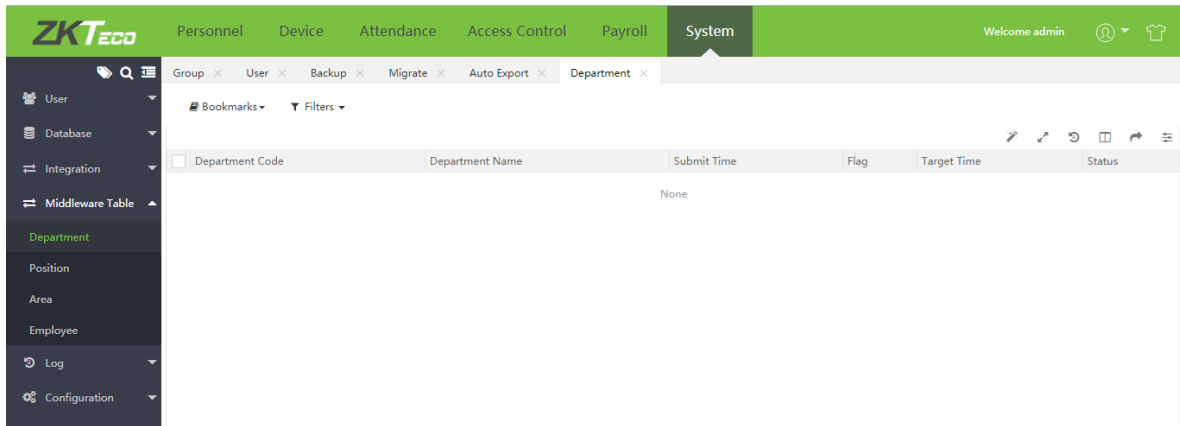 ZKTeco Personnel Device Attendance Access Control Payroll System Welcome admin
Group × User × Backup × Migrate × Auto Export × Department ×
User
Bookmarks Filters
Database
Department Code Department Name Submit Time Flag Target Time Status
Integration
None
Middleware Table
Department
Position
Area
Employee
Log
Configuration